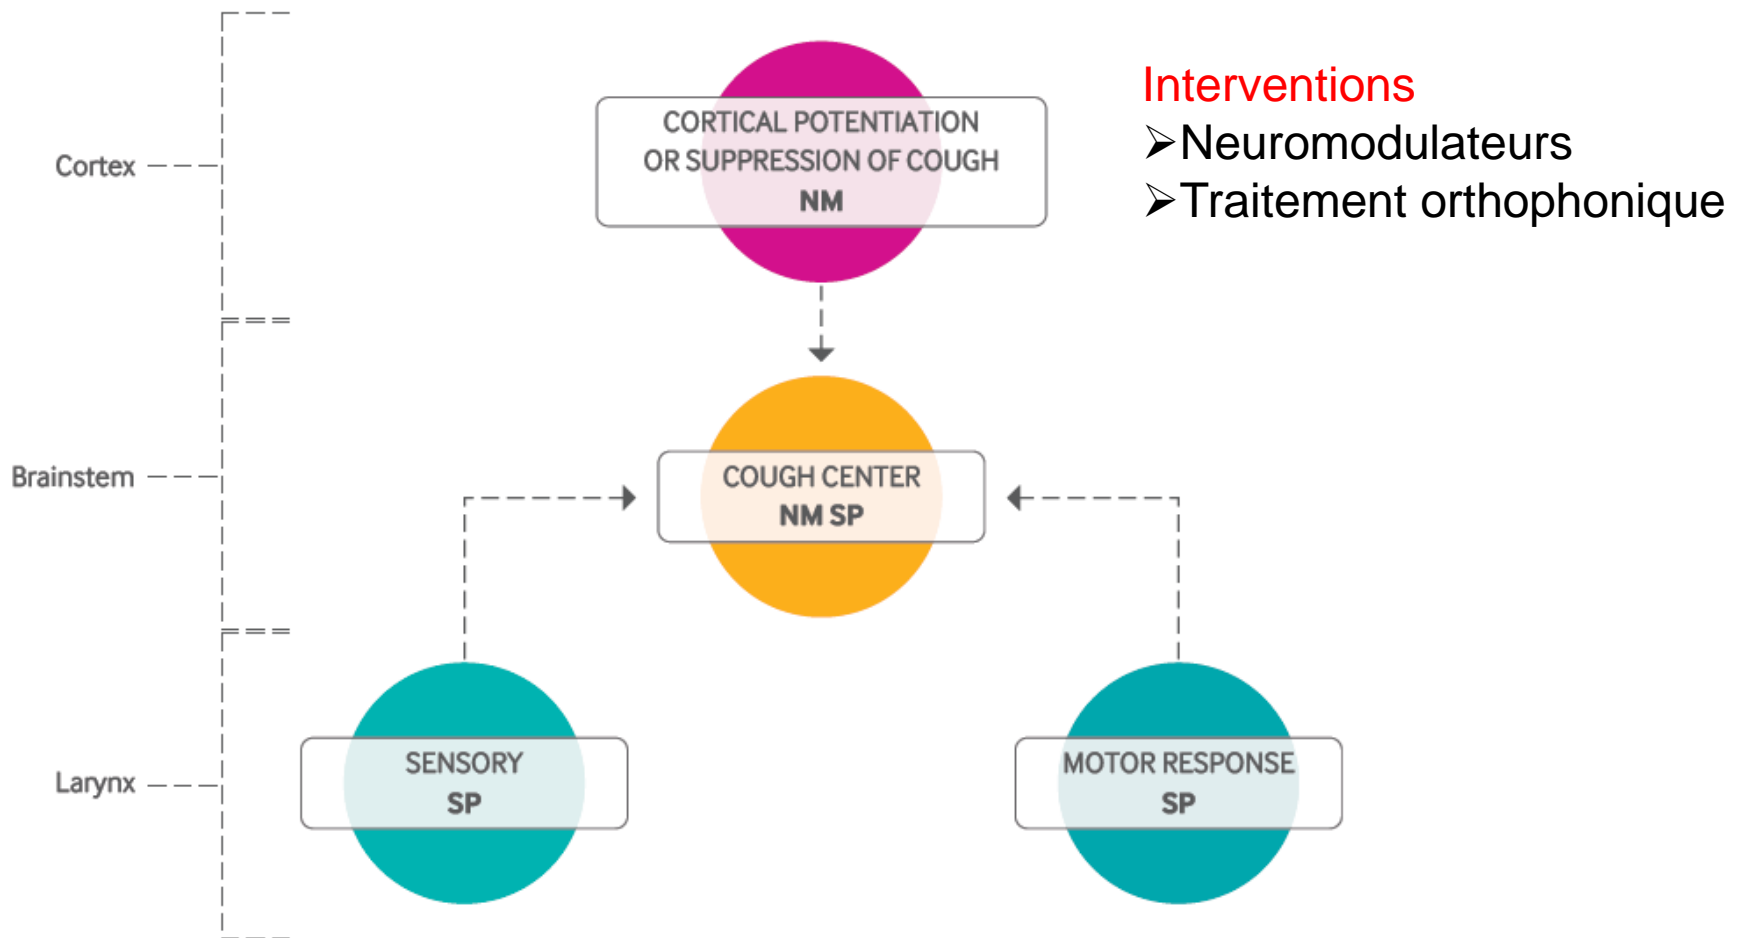 Interventions
➢Neuromodulateurs
➢Traitement orthophonique
Cortex
CORTICAL POTENTIATION
OR SUPPRESSION OF COUGH
NM
Brainstem
COUGH CENTER
NM SP
Larynx
SENSORY
SP
MOTOR RESPONSE
SP